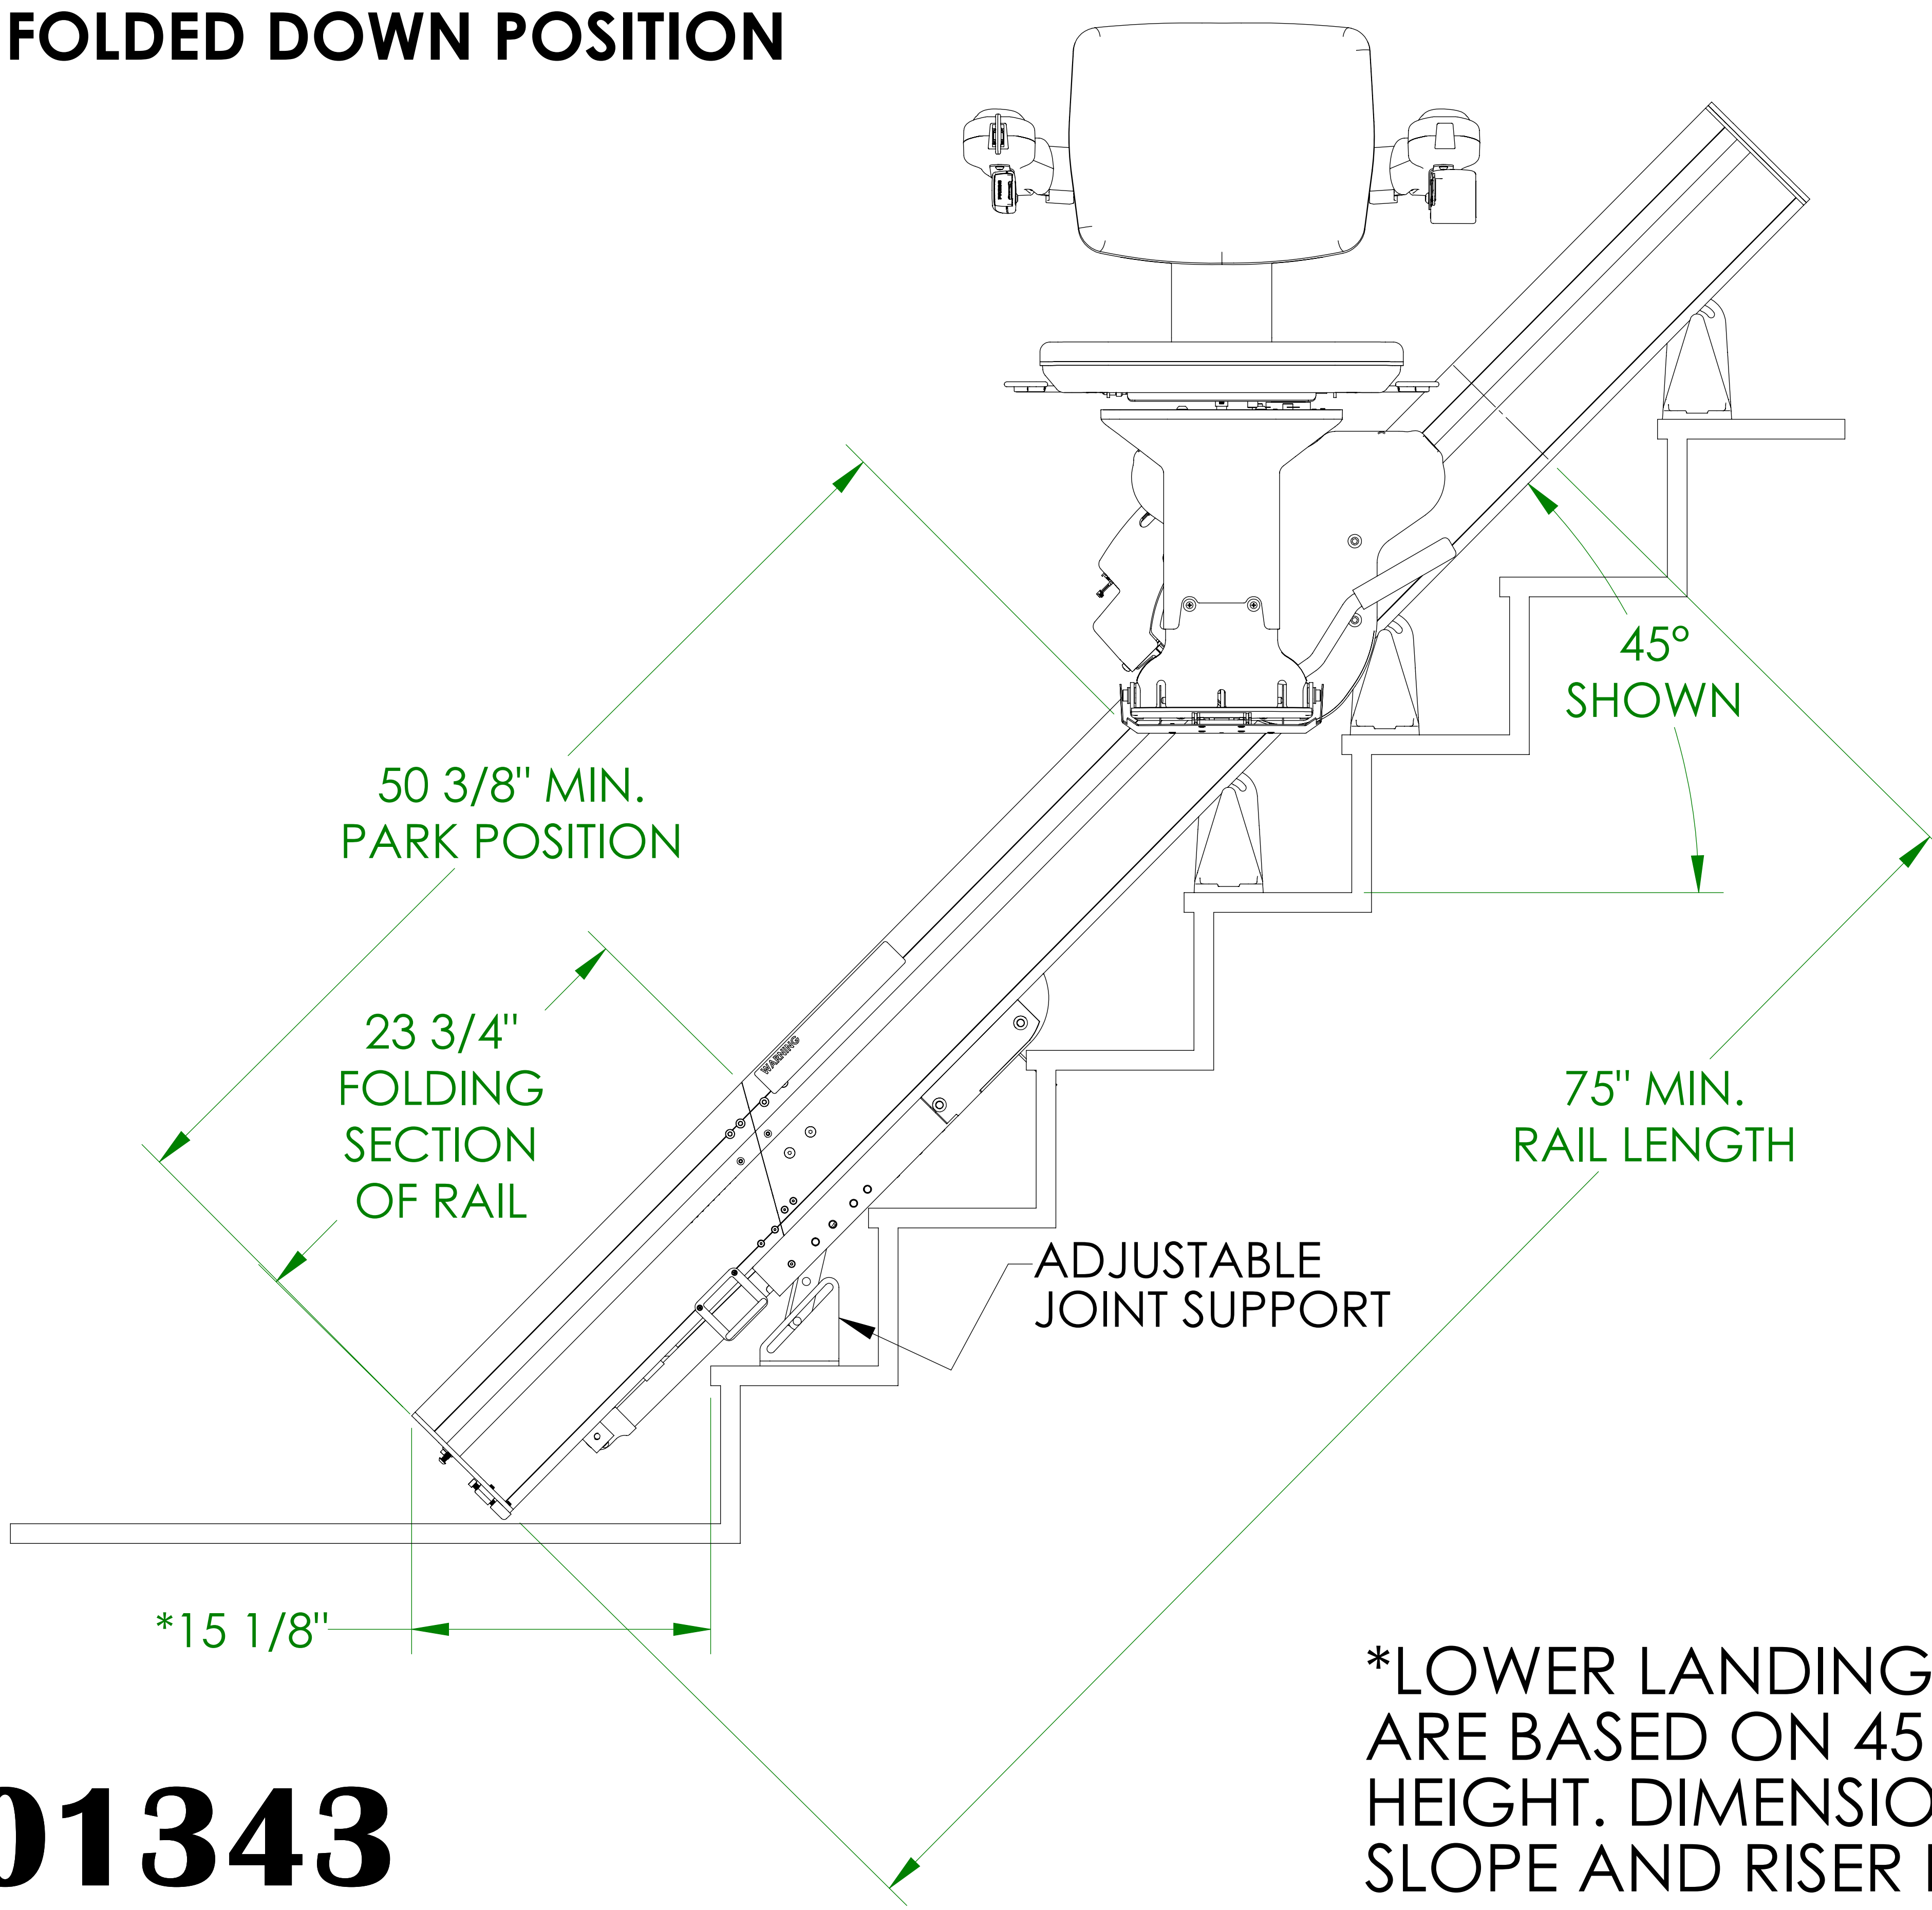 FOLDED DOWN POSITION
45°
SHOWN
50 3/8" MIN.
PARK POSITION
23 3/4"
FOLDING
SECTION
OF RAIL
WARNING
75" MIN.
RAIL LENGTH
ADJUSTABLE
JOINT SUPPORT
*15 1/8"
*LOWER LANDING
ARE BASED ON 45
HEIGHT. DIMENSIO
SLOPE AND RISER
01343